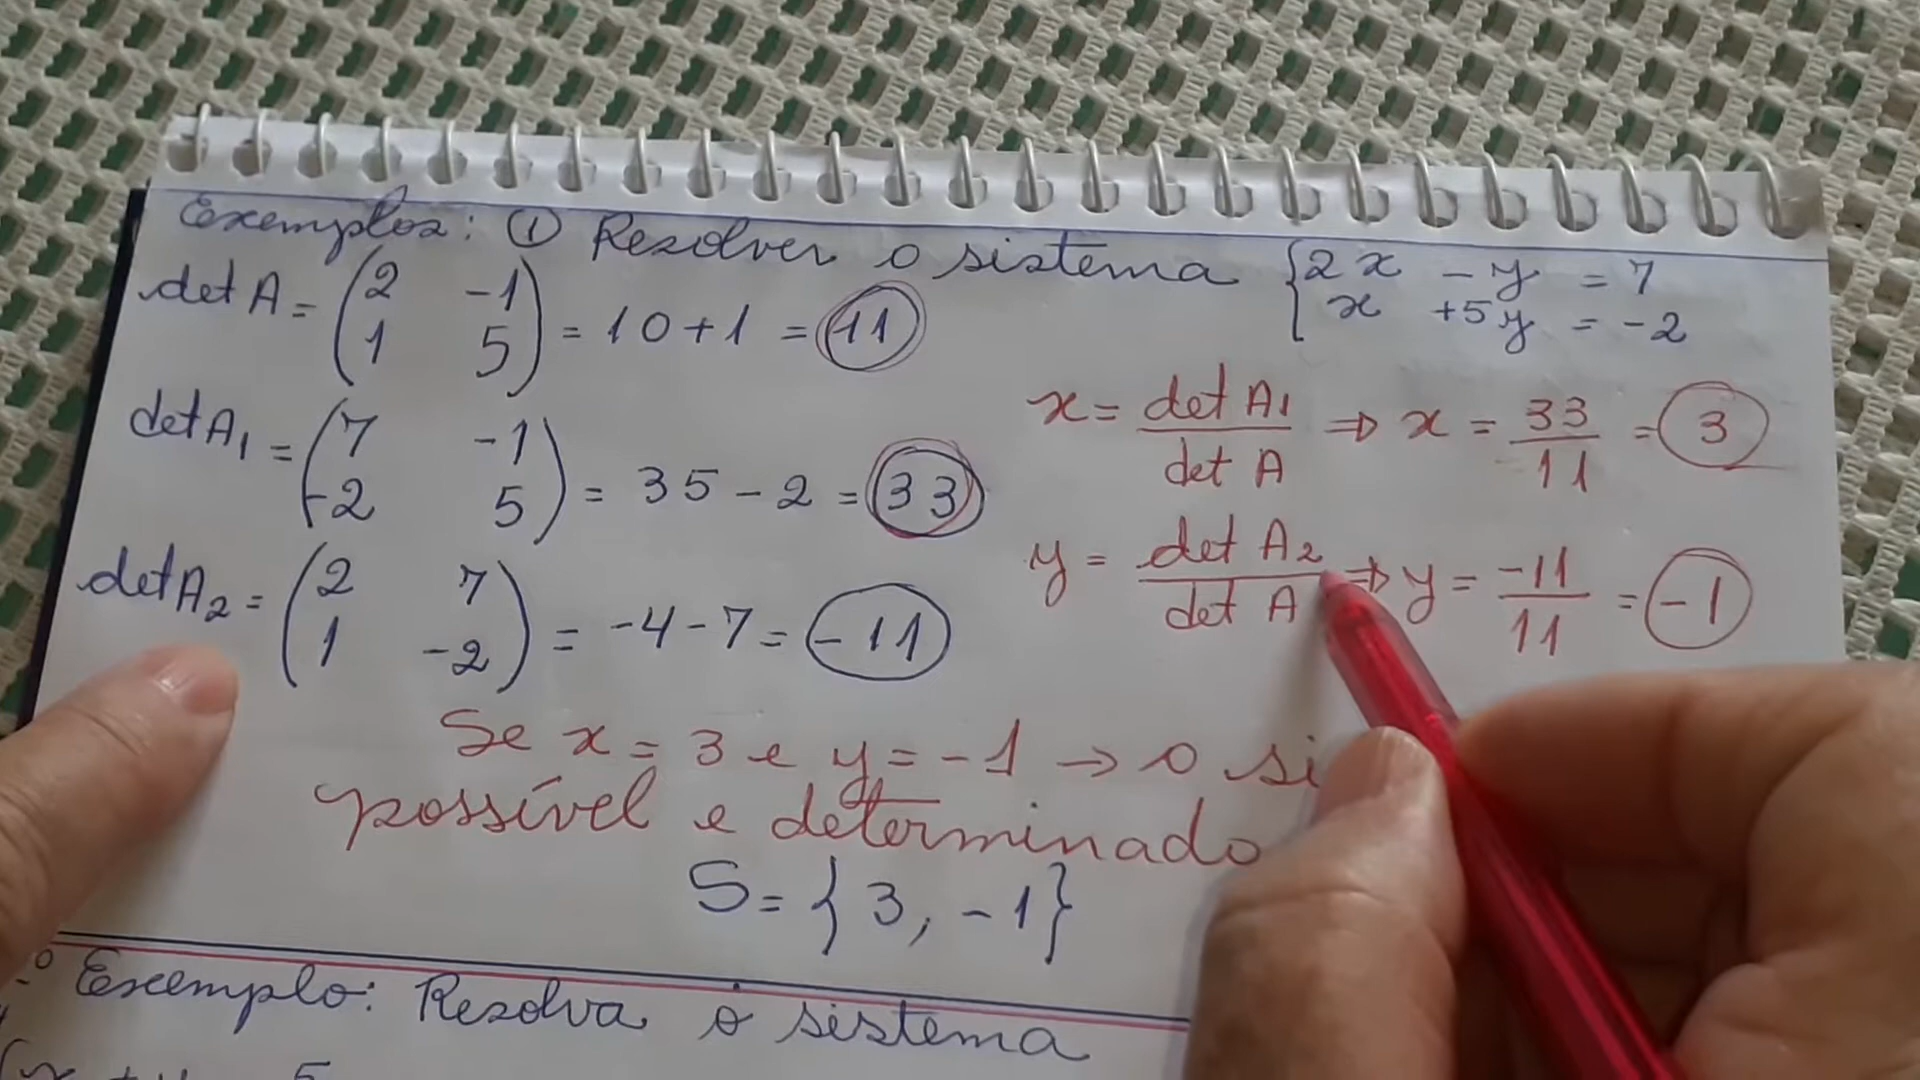 Exemplos: ① Resolver o sistema {2x - y = 7
x + 5y = -2
det A = (2 -1
1 5) = 10 + 1 = 11
det A1 = (7 -1
-2 5) = 35 - 2 = 33
det A2 = (2 7
1 -2) = -4 - 7 = -11
x = det A1 / det A ⇒ x = 33 / 11 = 3
y = det A2 / det A ⇒ y = -11 / 11 = -1
Se x = 3 e y = -1 → o si
possível e determinado
S = {3, -1}
Exemplo: Resolva o sistema